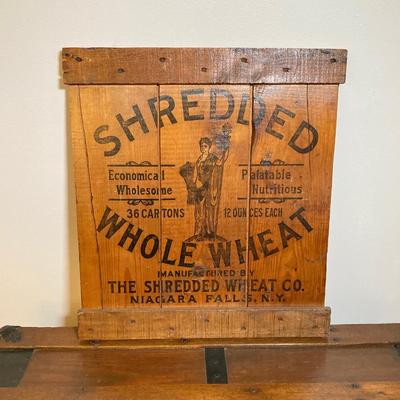 SHREDDED
Economical Palatable
Wholesome Nutritious
36 CARTONS 12 OUNCES EACH
WHOLE WHEAT
MANUFACTURED BY
THE SHREDDED WHEAT CO.
NIAGARA FALLS, N.Y.